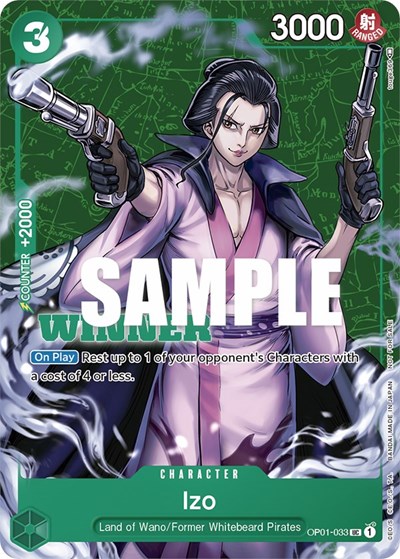 3
3000
射
RANGED
COUNTER +2000
SAMPLE
WINNER
On Play Rest up to 1 of your opponent's Characters with
a cost of 4 or less.
NOT FOR SALE
BANDAI, MADE IN JAPAN
CHARACTER
Izo
Land of Wano/Former Whitebeard Pirates
OP01-033 UC 1